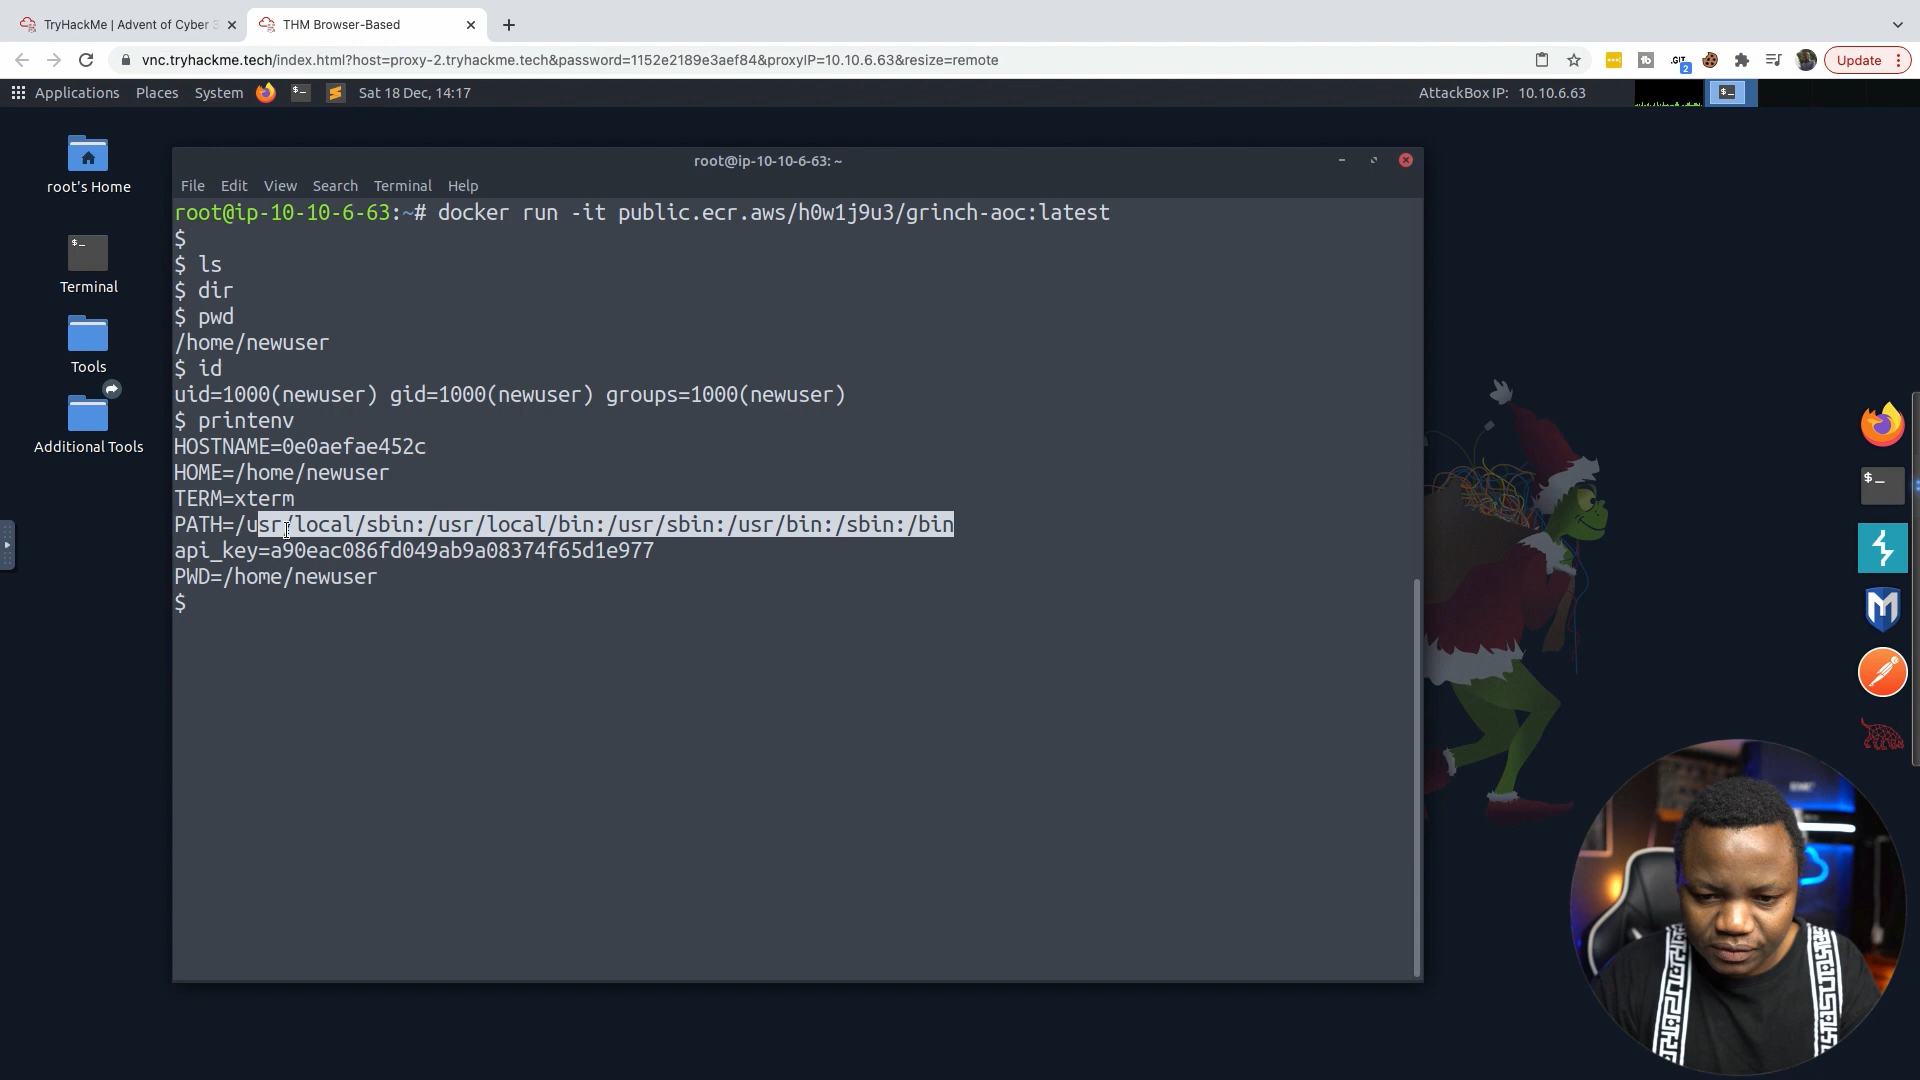 TryHackMe | Advent of Cyber 3
THM Browser-Based
vnc.tryhackme.tech/index.html?host=proxy-2.tryhackme.tech&password=1152e2189e3aef84&proxyIP=10.10.6.63&resize=remote
.GIT
2
Update
Applications Places System Sat 18 Dec, 14:17 AttackBox IP: 10.10.6.63
root's Home
Terminal
Tools
Additional Tools
root@ip-10-10-6-63: ~
File Edit View Search Terminal Help
root@ip-10-10-6-63:~# docker run -it public.ecr.aws/h0w1j9u3/grinch-aoc:latest
$
$ ls
$ dir
$ pwd
/home/newuser
$ id
uid=1000(newuser) gid=1000(newuser) groups=1000(newuser)
$ printenv
HOSTNAME=0e0aefae452c
HOME=/home/newuser
TERM=xterm
PATH=/usr/local/sbin:/usr/local/bin:/usr/sbin:/usr/bin:/sbin:/bin
api_key=a90eac086fd049ab9a08374f65d1e977
PWD=/home/newuser
$